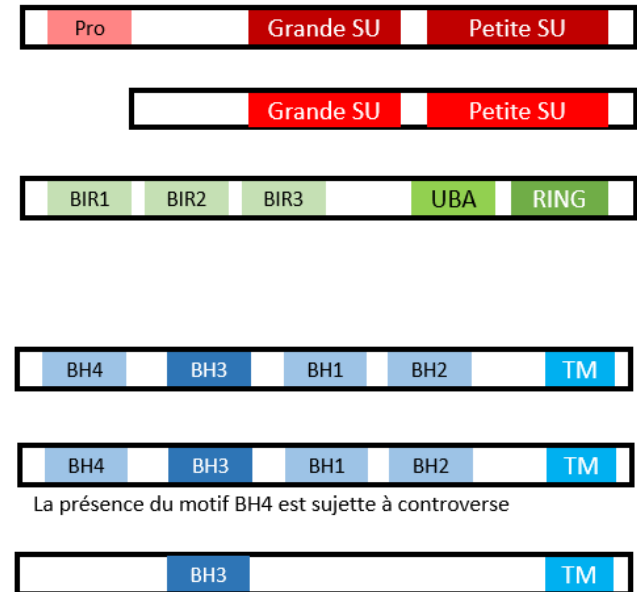 Pro Grande SU Petite SU
Grande SU Petite SU
BIR1 BIR2 BIR3 UBA RING
BH4 BH3 BH1 BH2 TM
BH4 BH3 BH1 BH2 TM
La présence du motif BH4 est sujette à controverse
BH3 TM